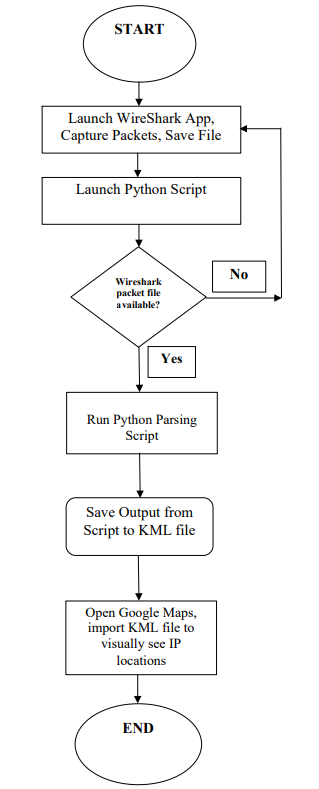 START
Launch WireShark App,
Capture Packets, Save File
Launch Python Script
Wireshark
packet file
available?
No
Yes
Run Python Parsing
Script
Save Output from
Script to KML file
Open Google Maps,
import KML file to
visually see IP
locations
END